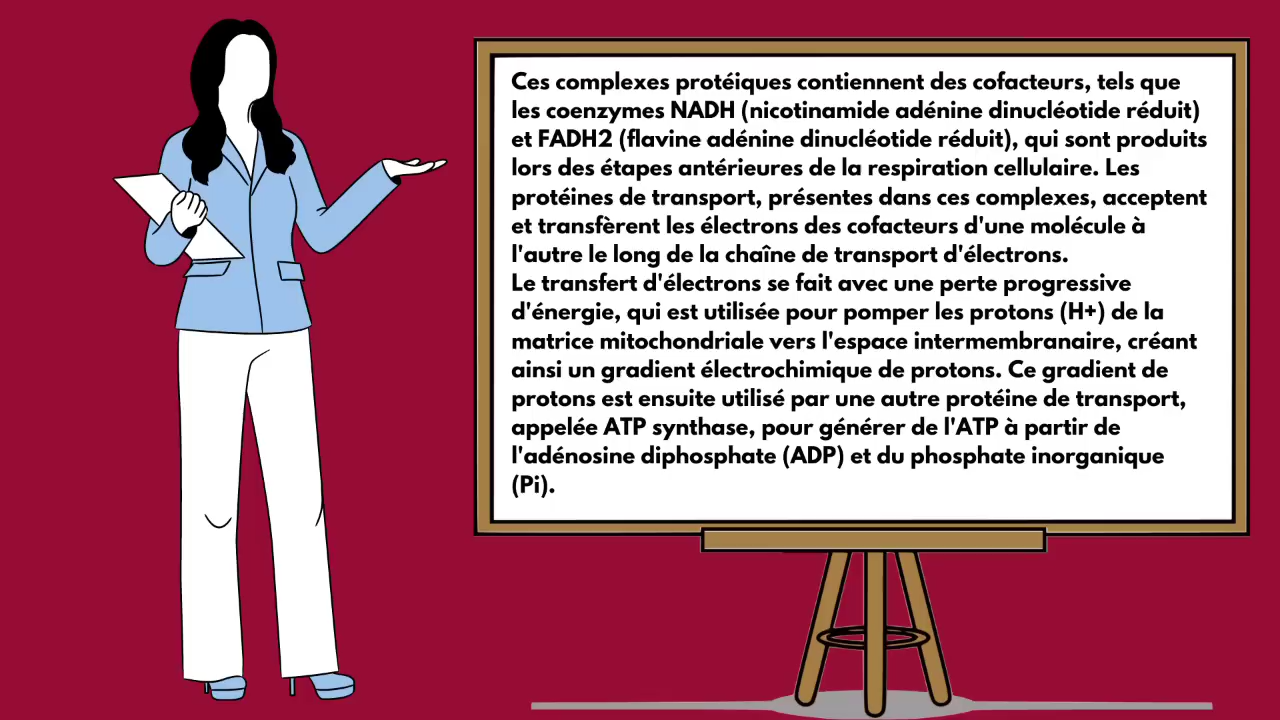 Ces complexes protéiques contiennent des cofacteurs, tels que
les coenzymes NADH (nicotinamide adénine dinucléotide réduit)
et FADH2 (flavine adénine dinucléotide réduit), qui sont produits
lors des étapes antérieures de la respiration cellulaire. Les
protéines de transport, présentes dans ces complexes, acceptent
et transfèrent les électrons des cofacteurs d'une molécule à
l'autre le long de la chaîne de transport d'électrons.
Le transfert d'électrons se fait avec une perte progressive
d'énergie, qui est utilisée pour pomper les protons (H+) de la
matrice mitochondriale vers l'espace intermembranaire, créant
ainsi un gradient électrochimique de protons. Ce gradient de
protons est ensuite utilisé par une autre protéine de transport,
appelée ATP synthase, pour générer de l'ATP à partir de
l'adénosine diphosphate (ADP) et du phosphate inorganique
(Pi).